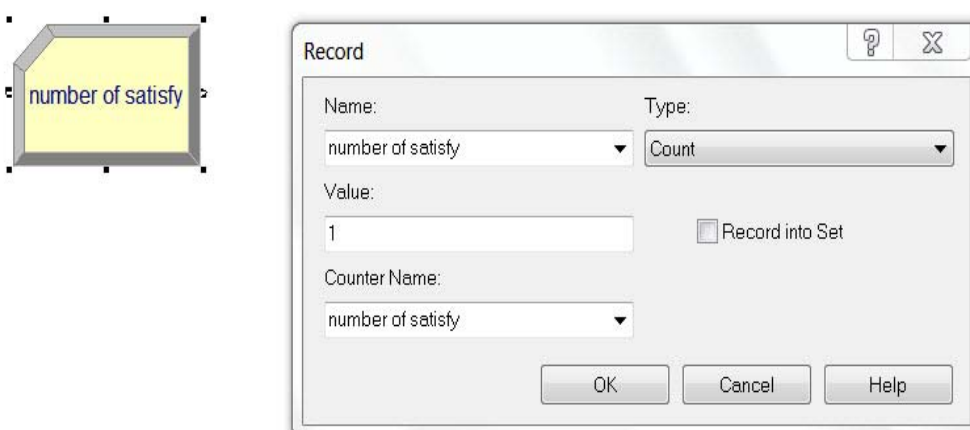 number of satisfy
Record
Name:
Type:
number of satisfy
Count
Value:
1
Record into Set
Counter Name:
number of satisfy
OK
Cancel
Help